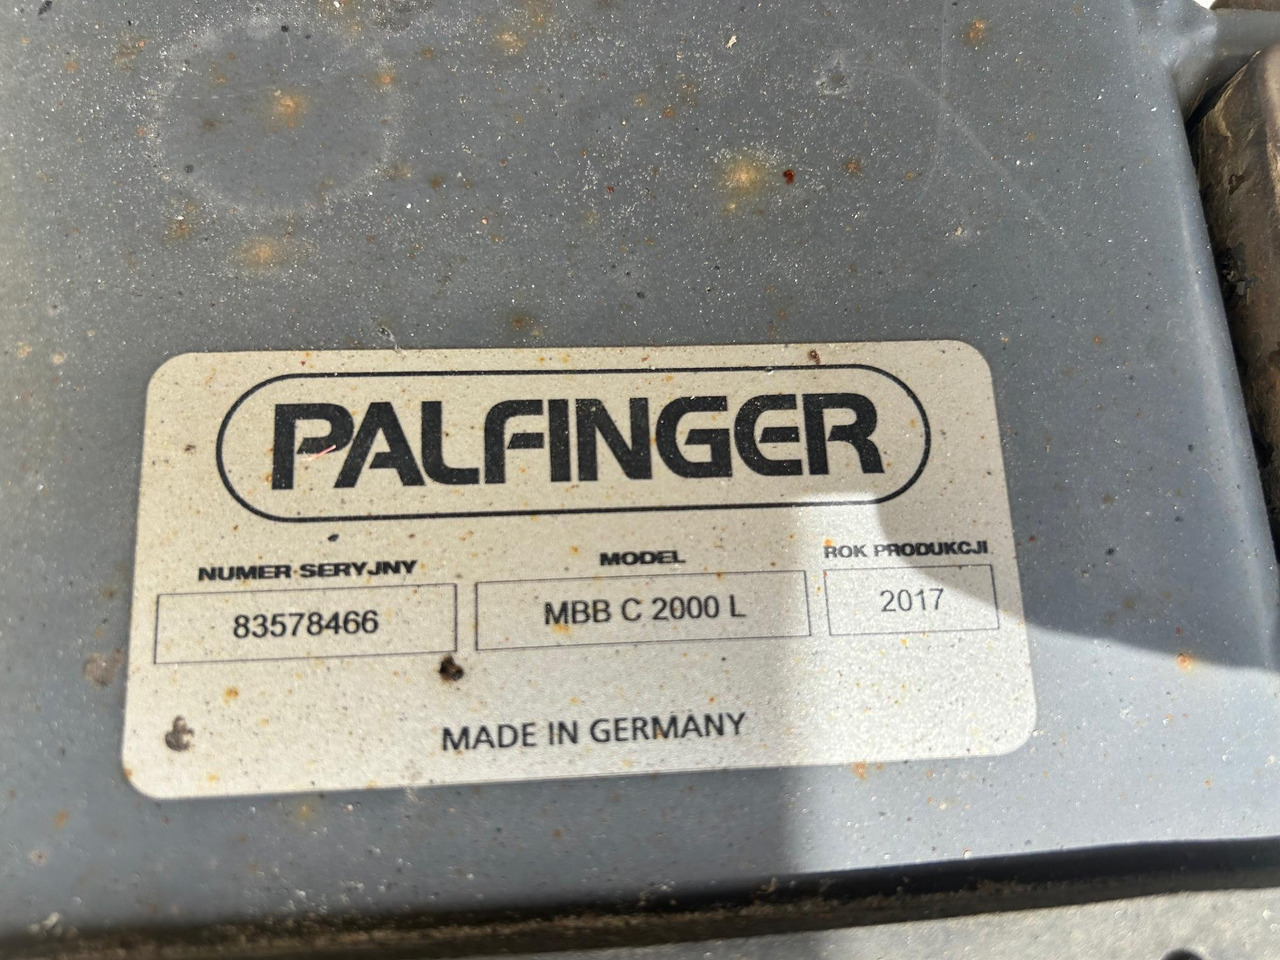 PALFINGER
NUMER SERYJNY MODEL ROK PRODUKCJI
83578466 MBB C 2000 L 2017
MADE IN GERMANY